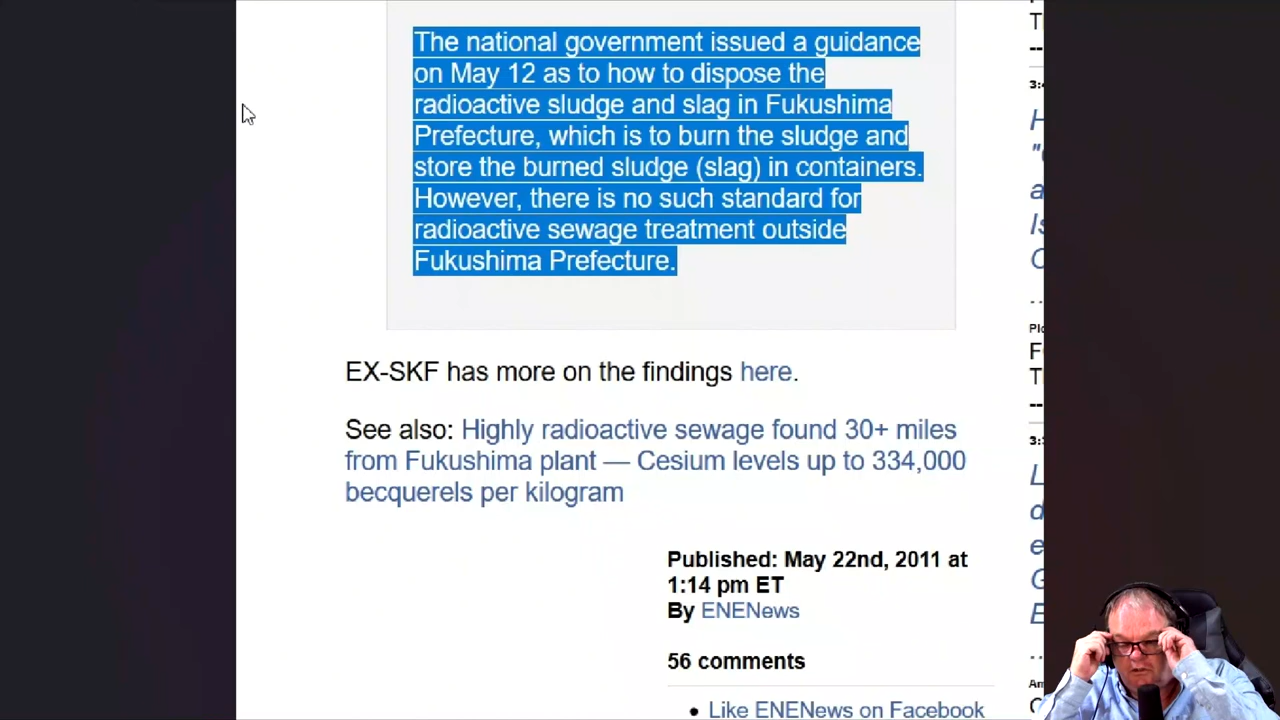 The national government issued a guidance
on May 12 as to how to dispose the
radioactive sludge and slag in Fukushima
Prefecture, which is to burn the sludge and
store the burned sludge (slag) in containers.
However, there is no such standard for
radioactive sewage treatment outside
Fukushima Prefecture.
EX-SKF has more on the findings here.
See also: Highly radioactive sewage found 30+ miles
from Fukushima plant — Cesium levels up to 334,000
becquerels per kilogram
Published: May 22nd, 2011 at
1:14 pm ET
By ENENews
56 comments
Like ENENews on Facebook